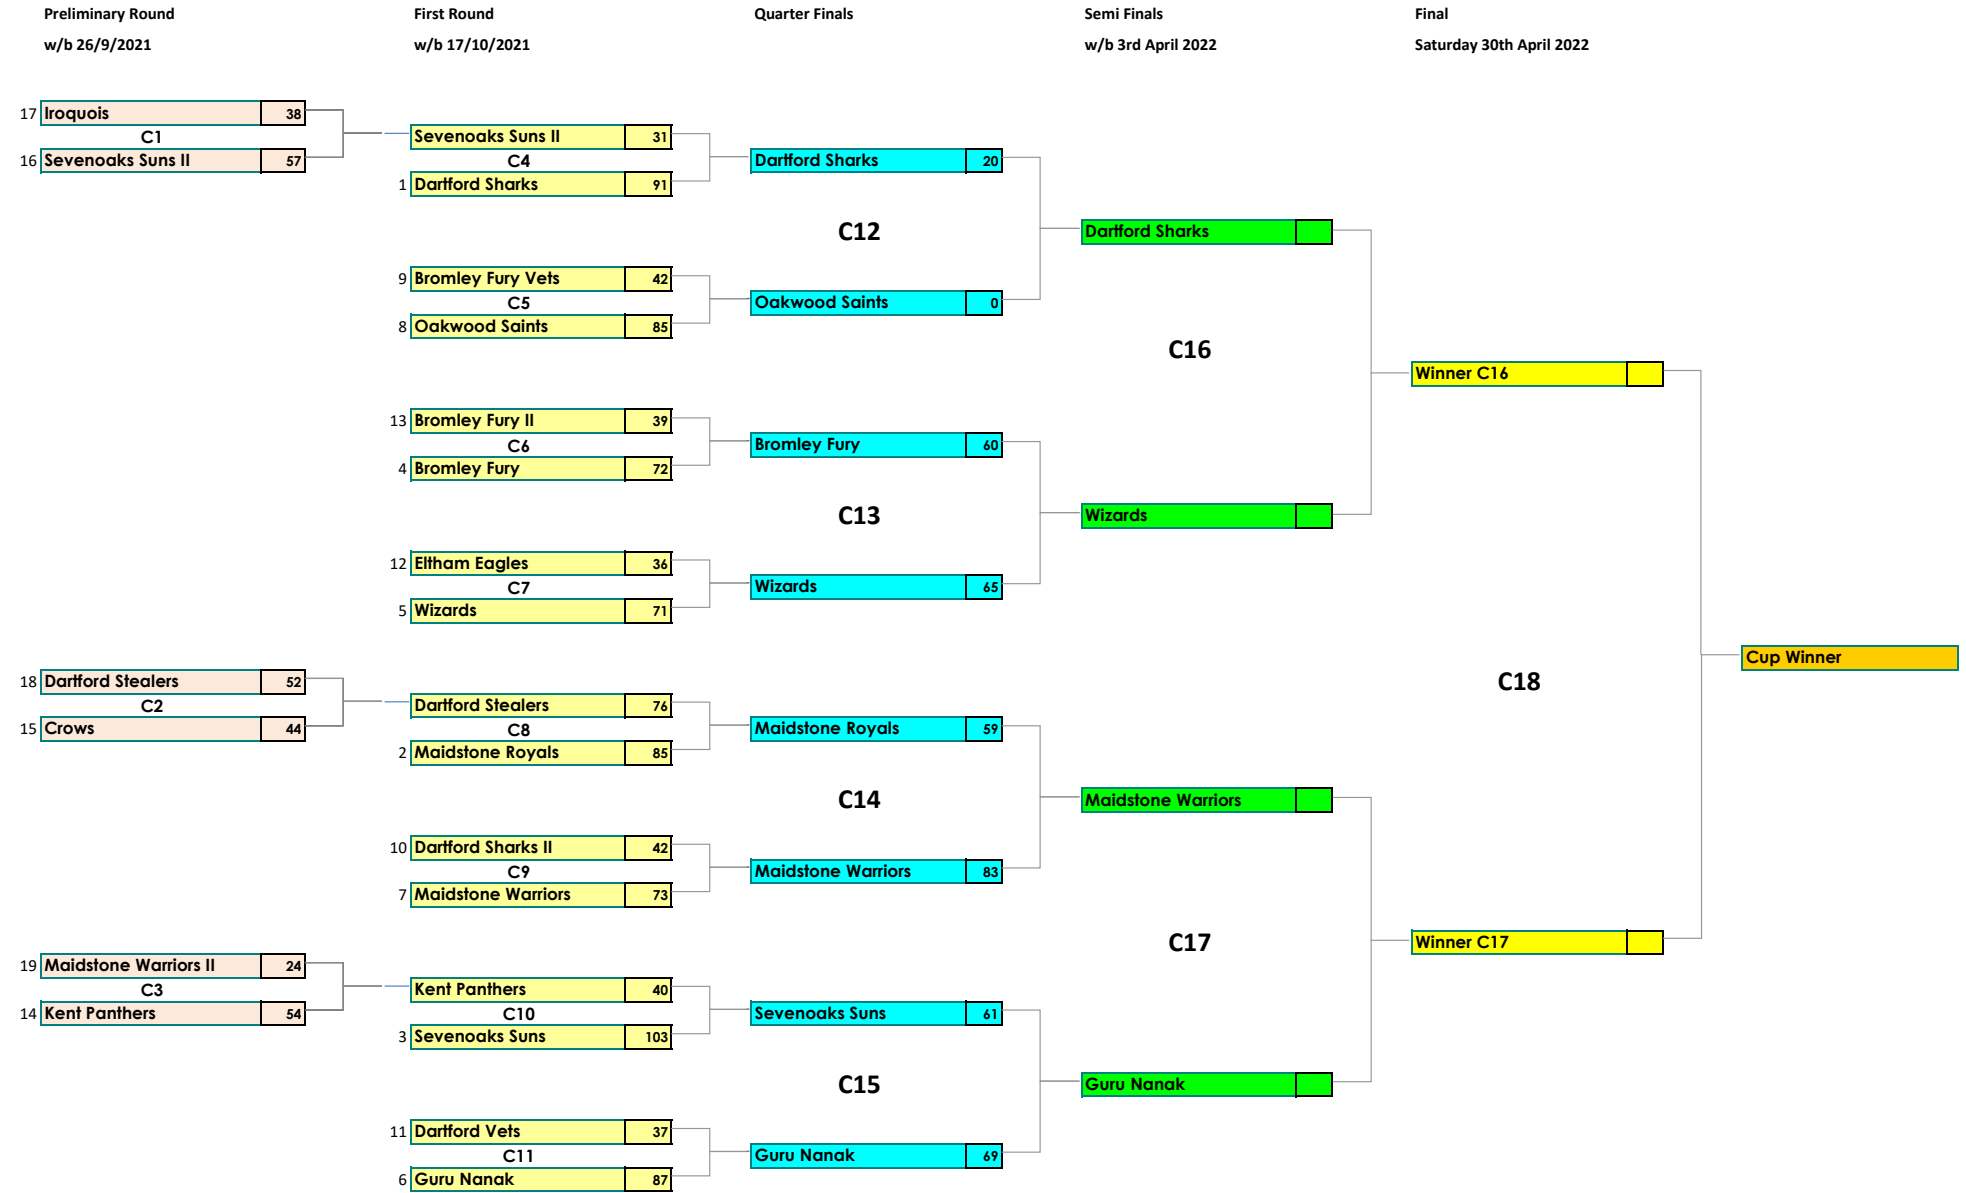 Preliminary Round
First Round
Quarter Finals
Semi Finals
Final
w/b 26/9/2021
w/b 17/10/2021
w/b 3rd April 2022
Saturday 30th April 2022
17 Iroquois 38
C1
16 Sevenoaks Suns II 57
Sevenoaks Suns II 31
C4
1 Dartford Sharks 91
Dartford Sharks 20
C12
Dartford Sharks
9 Bromley Fury Vets 42
C5
8 Oakwood Saints 85
Oakwood Saints 0
C16
Winner C16
13 Bromley Fury II 39
C6
4 Bromley Fury 72
Bromley Fury 60
C13
Wizards
12 Eltham Eagles 36
C7
5 Wizards 71
Wizards 65
Cup Winner
C18
18 Dartford Stealers 52
C2
15 Crows 44
Dartford Stealers 76
C8
2 Maidstone Royals 85
Maidstone Royals 59
C14
Maidstone Warriors
10 Dartford Sharks II 42
C9
7 Maidstone Warriors 73
Maidstone Warriors 83
C17
Winner C17
19 Maidstone Warriors II 24
C3
14 Kent Panthers 54
Kent Panthers 40
C10
3 Sevenoaks Suns 103
Sevenoaks Suns 61
C15
Guru Nanak
11 Dartford Vets 37
C11
6 Guru Nanak 87
Guru Nanak 69